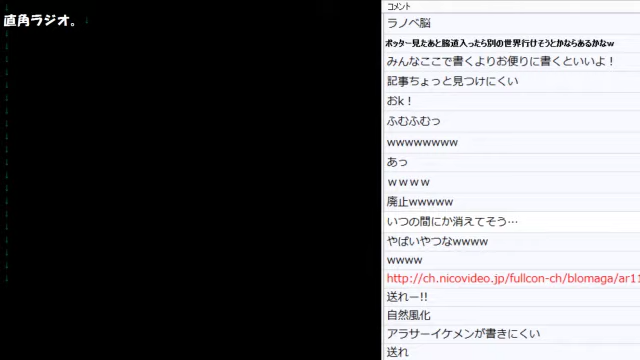 直角ラジオ。
コメント
ラノベ脳
ポッター見たあと脇道入ったら別の世界行けそうとかならあるかなw
みんなここで書くよりお便りに書くといいよ！
記事ちょっと見つけにくい
おk！
ふむふむっ
wwwwwwww
あっ
ｗｗｗｗ
廃止wwwww
いつの間にか消えてそう…
やばいやつなwwww
wwww
http://ch.nicovideo.jp/fullcon-ch/blomaga/ar11
送れー!!
自然風化
アラサーイケメンが書きにくい
送れ